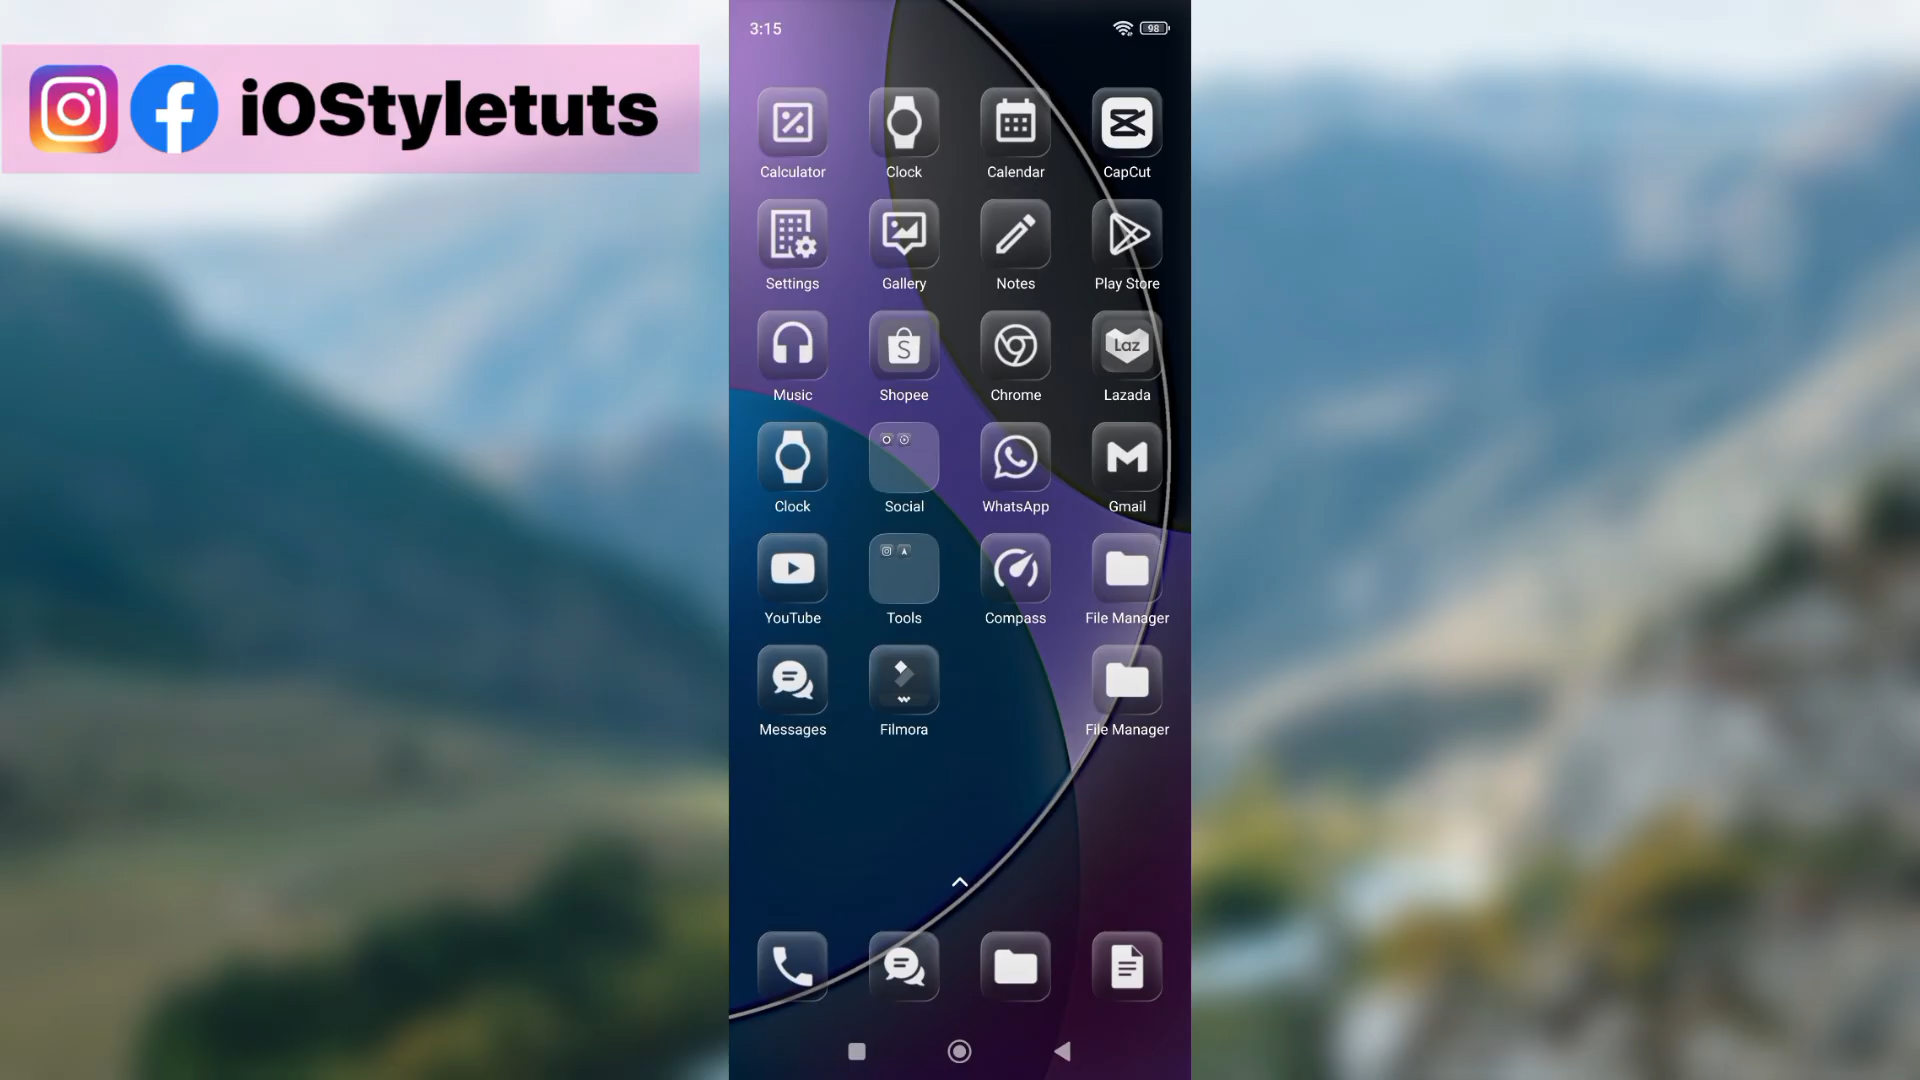 iOStyletuts
3:15
98
Calculator
Clock
Calendar
CapCut
Settings
Gallery
Notes
Play Store
Music
S
Shopee
Chrome
Laz
Lazada
Clock
Social
WhatsApp
Gmail
YouTube
Tools
Compass
File Manager
Messages
Filmora
File Manager